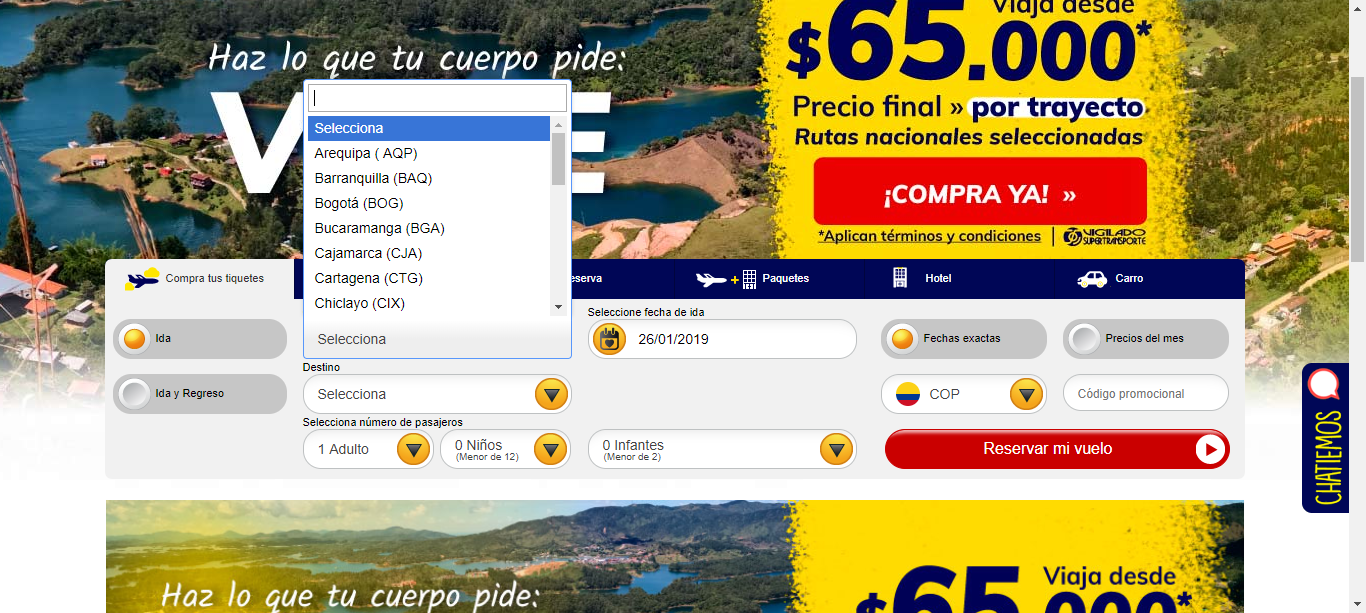 Viaja desde
$65.000*
Haz lo que tu cuerpo pide:
Precio final » por trayecto
Rutas nacionales seleccionadas
¡COMPRA YA! »
*Aplican términos y condiciones
VIGILADO
SUPERTRANSPORTE
Selecciona
Arequipa ( AQP)
Barranquilla (BAQ)
Bogotá (BOG)
Bucaramanga (BGA)
Cajamarca (CJA)
Cartagena (CTG)
Chiclayo (CIX)
Compra tus tiquetes
Paquetes
Hotel
Carro
Seleccione fecha de ida
Ida
Selecciona
26/01/2019
Fechas exactas
Precios del mes
Destino
Ida y Regreso
Selecciona
COP
Código promocional
Selecciona número de pasajeros
1 Adulto
0 Niños
(Menor de 12)
0 Infantes
(Menor de 2)
Reservar mi vuelo
CHATIEMOS
Haz lo que tu cuerpo pide:
Viaja desde
$65.000*